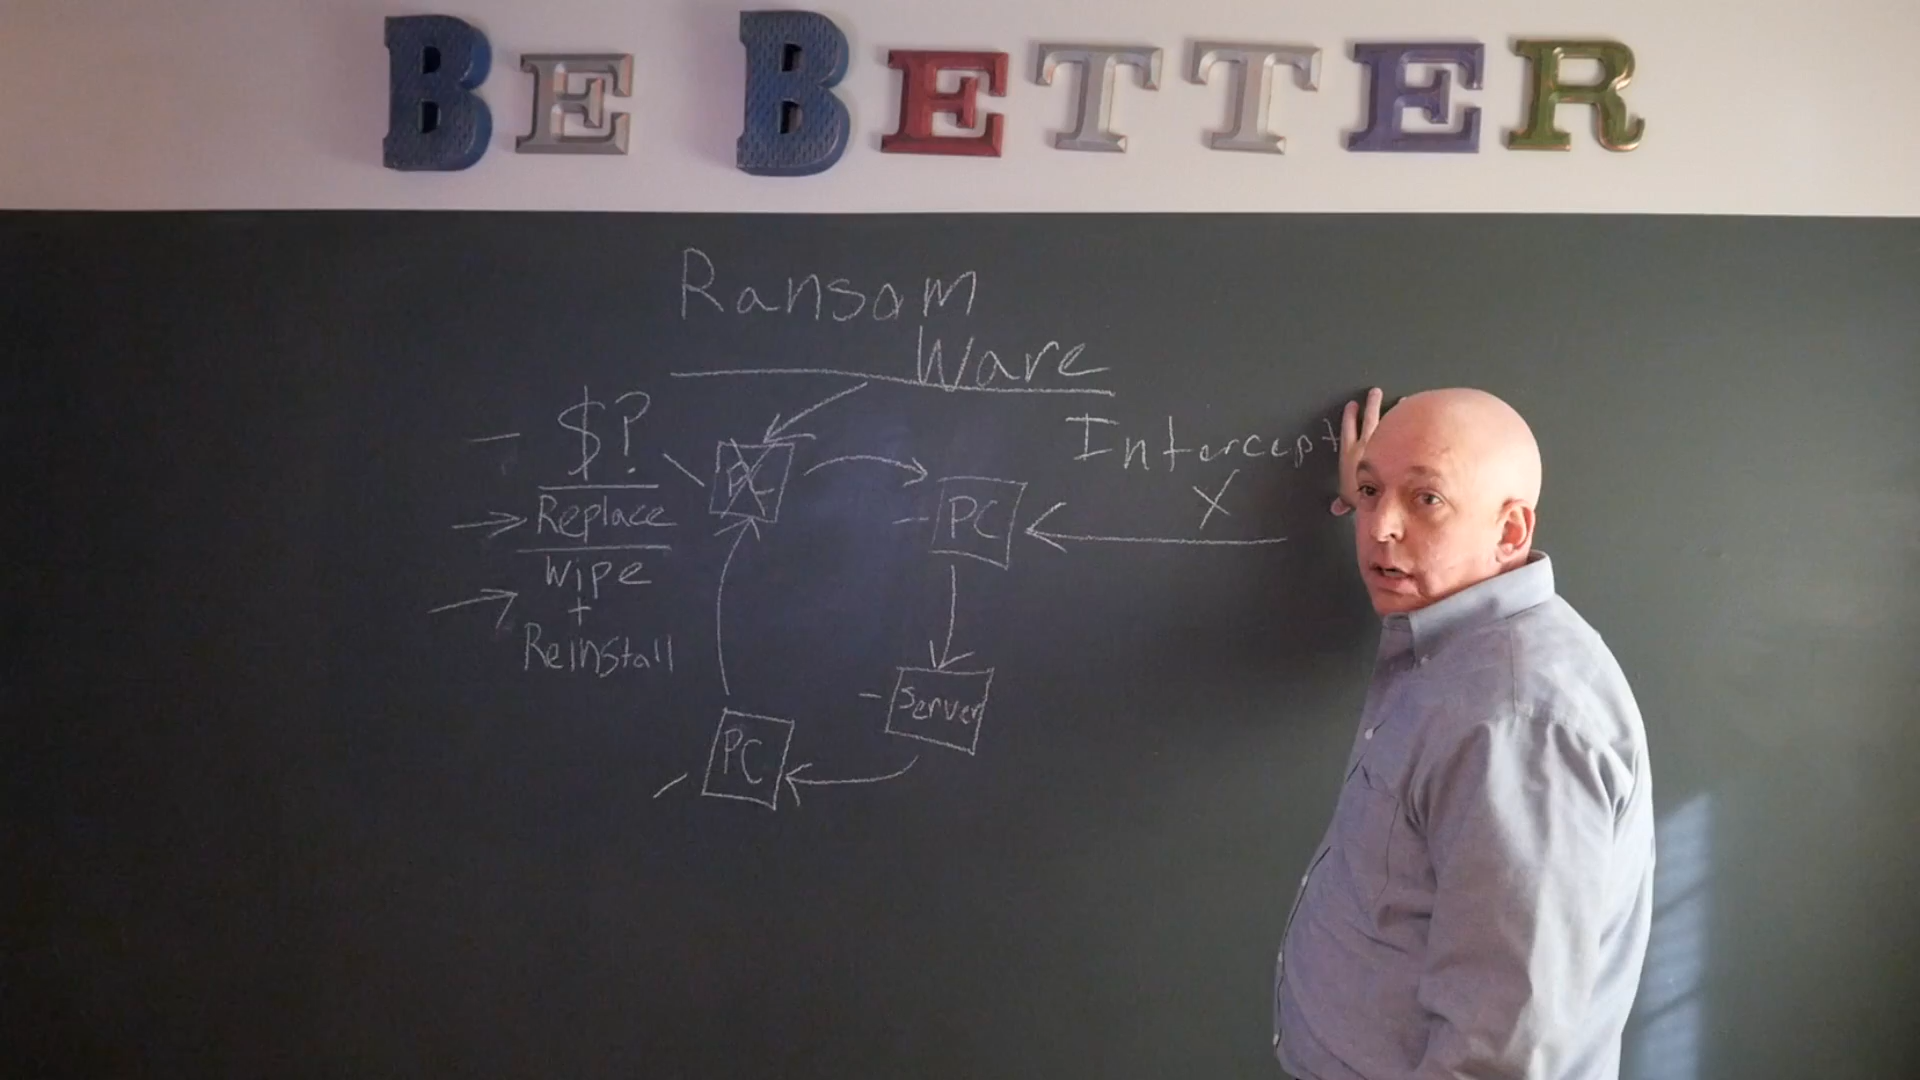 BE BETTER
Ransom
Ware
$?
Replace
Wipe
+
Reinstall
PC
PC
Server
PC
Intercept
X